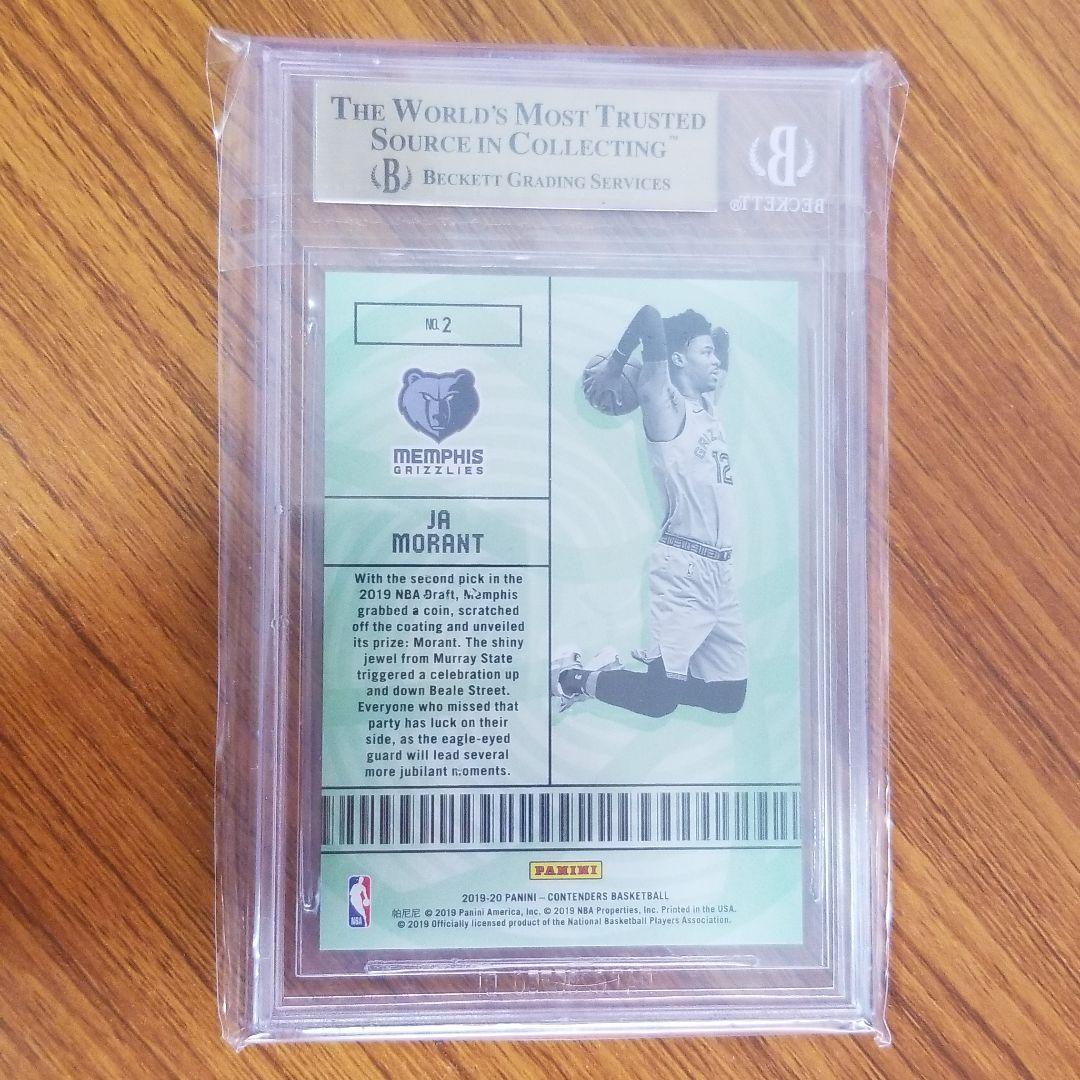 THE WORLD'S MOST TRUSTED
SOURCE IN COLLECTING™
B BECKETT GRADING SERVICES
B
BECKETT®
NO. 2
MEMPHIS
GRIZZLIES
JA
MORANT
With the second pick in the
2019 NBA Draft, Memphis
grabbed a coin, scratched
off the coating and unveiled
its prize: Morant. The shiny
jewel from Murray State
triggered a celebration up
and down Beale Street.
Everyone who missed that
party has luck on their
side, as the eagle-eyed
guard will lead several
more jubilant moments.
12
PANINI
2019-20 PANINI – CONTENDERS BASKETBALL
帕尼尼 © 2019 Panini America, Inc. © 2019 NBA Properties, Inc. Printed in the USA.
© 2019 Officially licensed product of the National Basketball Players Association.
NBA